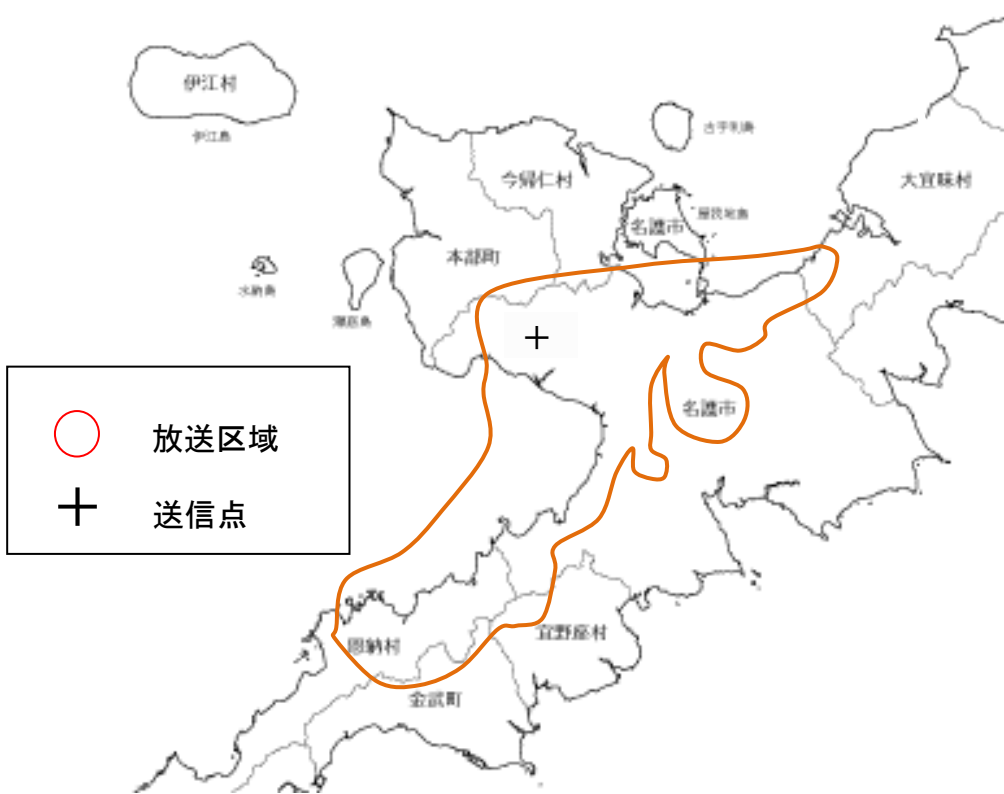 伊江村
伊江島
古宇利島
今帰仁村
大宜味村
名護市
屋我地島
本部町
水納島
瀬底島
名護市
放送区域
送信点
恩納村
宜野座村
金武町